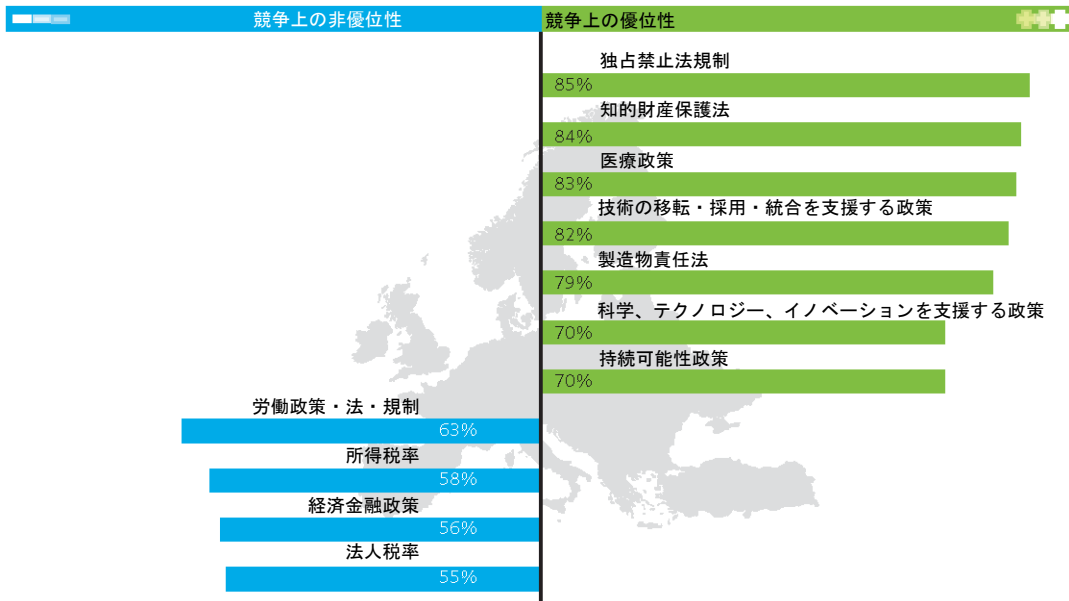 競争上の非優位性
競争上の優位性
独占禁止法規制
85%
知的財産保護法
84%
医療政策
83%
技術の移転・採用・統合を支援する政策
82%
製造物責任法
79%
科学、テクノロジー、イノベーションを支援する政策
70%
持続可能性政策
70%
労働政策・法・規制
63%
所得税率
58%
経済金融政策
56%
法人税率
55%